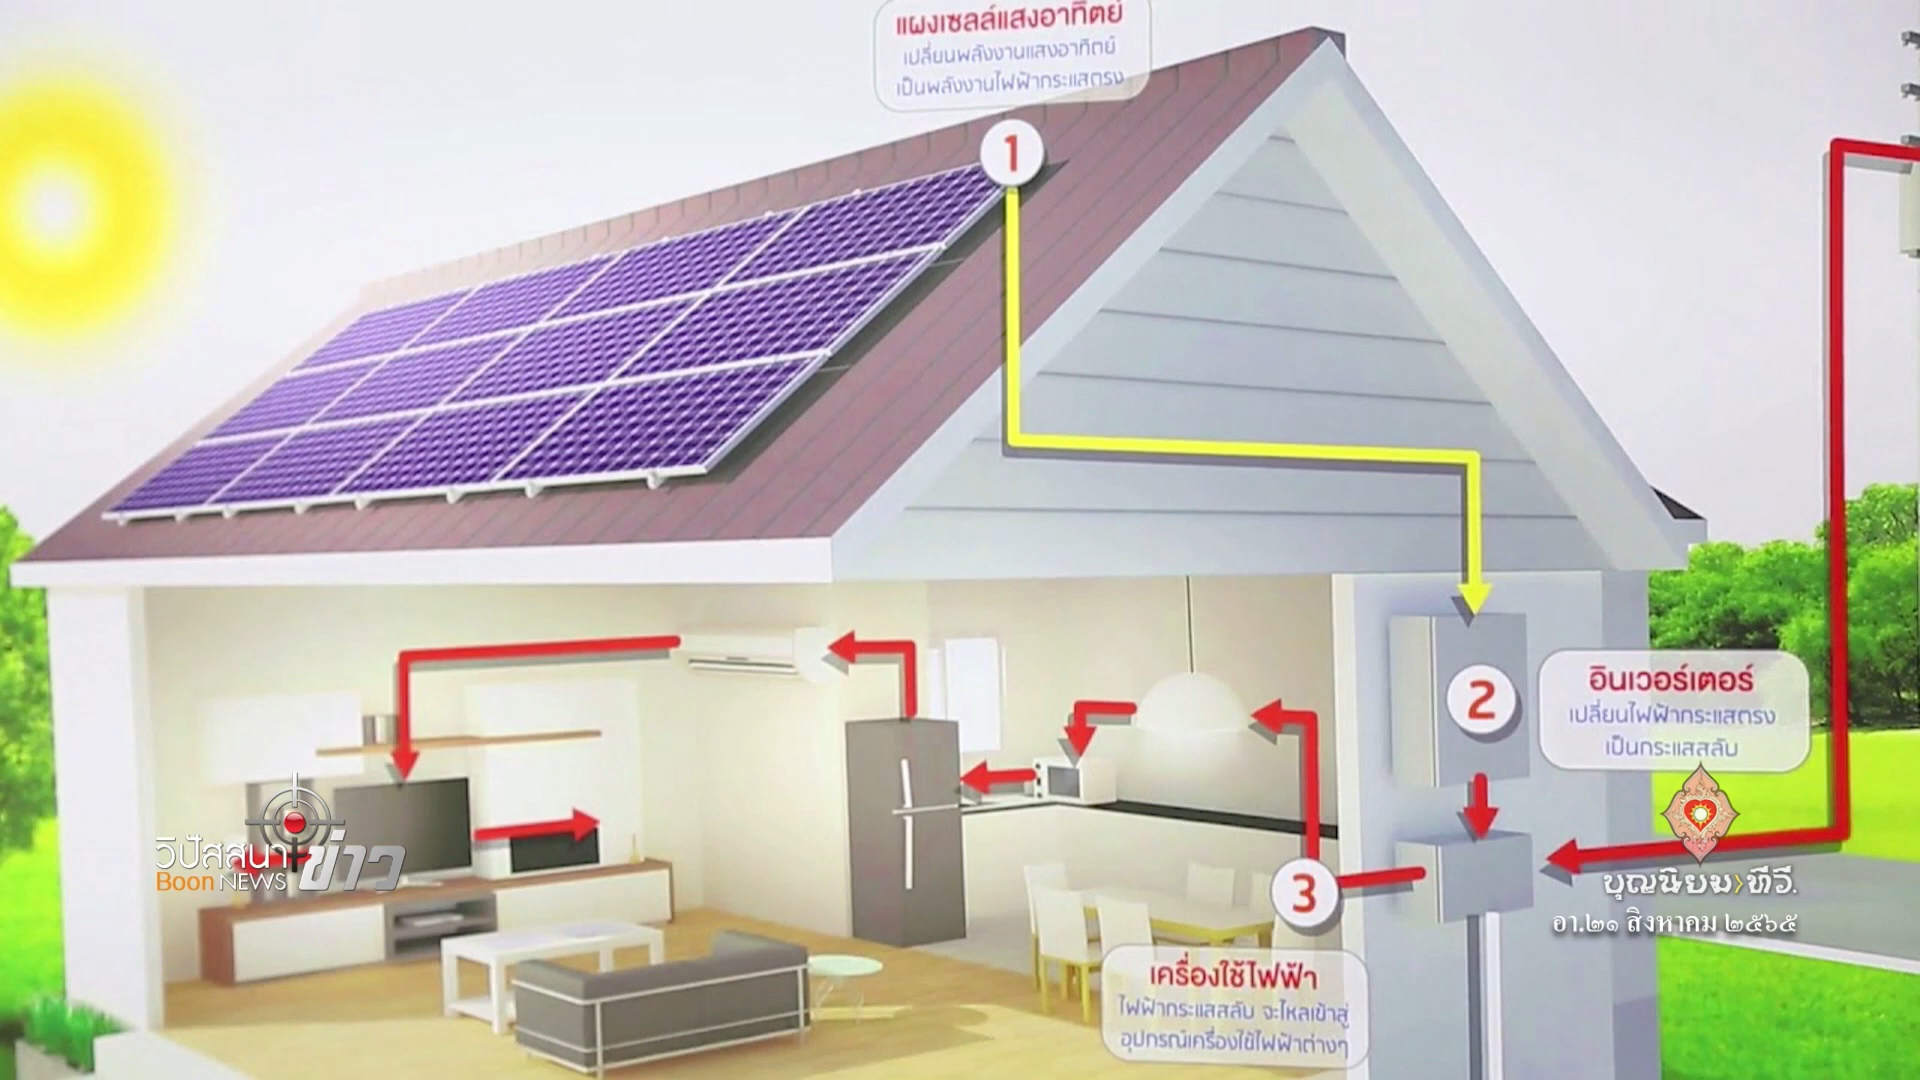 แผงเซลล์แสงอาทิตย์
เปลี่ยนพลังงานแสงอาทิตย์
เป็นพลังงานไฟฟ้ากระแสตรง
1
2
อินเวอร์เตอร์
เปลี่ยนไฟฟ้ากระแสตรง
เป็นกระแสสลับ
3
เครื่องใช้ไฟฟ้า
ไฟฟ้ากระแสสลับ จะไหลเข้าสู่
อุปกรณ์เครื่องใช้ไฟฟ้าต่างๆ
วิปัสสนา
ข่าว
Boon NEWS
บุญนิยม ทีวี.
อา.๒๑ สิงหาคม ๒๕๖๕